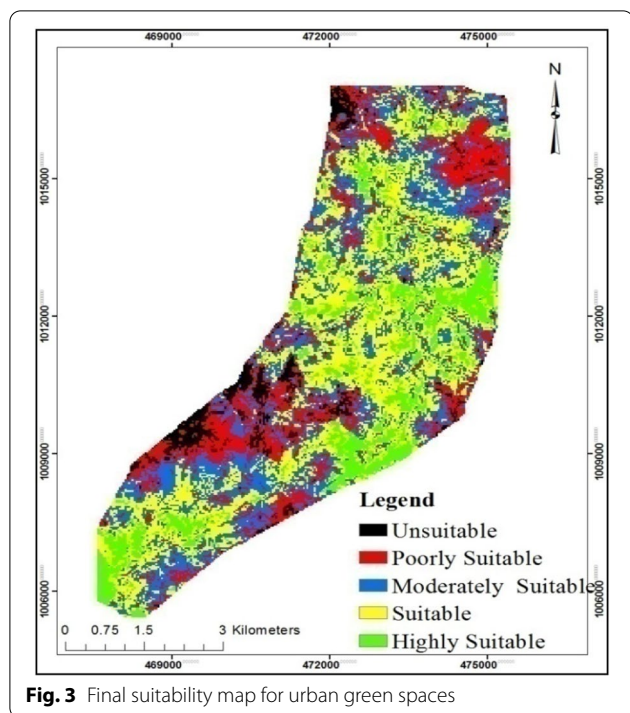 469000 472000 475000
N
1015000 1015000
1012000 1012000
1009000 1009000
1006000 1006000
Legend
Unsuitable
Poorly Suitable
Moderately Suitable
Suitable
Highly Suitable
0 0.75 1.5 3 Kilometers
469000 472000 475000
Fig. 3 Final suitability map for urban green spaces